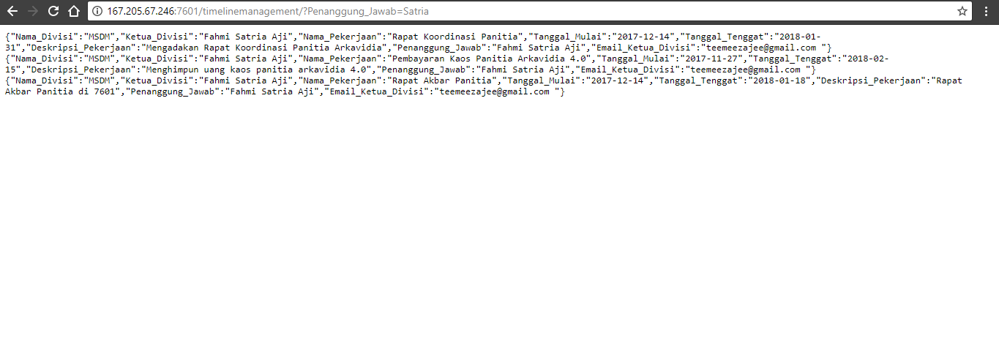 167.205.67.246:7601/timelinemanagement/?Penanggung_Jawab=Satria
{"Nama_Divisi":"MSDM","Ketua_Divisi":"Fahmi Satria Aji","Nama_Pekerjaan":"Rapat Koordinasi Panitia","Tanggal_Mulai":"2017-12-14","Tanggal_Tenggat":"2018-01-
31","Deskripsi_Pekerjaan":"Mengadakan Rapat Koordinasi Panitia Arkavidia","Penanggung_Jawab":"Fahmi Satria Aji","Email_Ketua_Divisi":"teemeezajee@gmail.com "}
{"Nama_Divisi":"MSDM","Ketua_Divisi":"Fahmi Satria Aji","Nama_Pekerjaan":"Pembayaran Kaos Panitia Arkavidia 4.0","Tanggal_Mulai":"2017-11-27","Tanggal_Tenggat":"2018-02-
15","Deskripsi_Pekerjaan":"Menghimpun uang kaos panitia arkavidia 4.0","Penanggung_Jawab":"Fahmi Satria Aji","Email_Ketua_Divisi":"teemeezajee@gmail.com "}
{"Nama_Divisi":"MSDM","Ketua_Divisi":"Fahmi Satria Aji","Nama_Pekerjaan":"Rapat Akbar Panitia","Tanggal_Mulai":"2017-12-14","Tanggal_Tenggat":"2018-01-18","Deskripsi_Pekerjaan":"Rapat
Akbar Panitia di 7601","Penanggung_Jawab":"Fahmi Satria Aji","Email_Ketua_Divisi":"teemeezajee@gmail.com "}